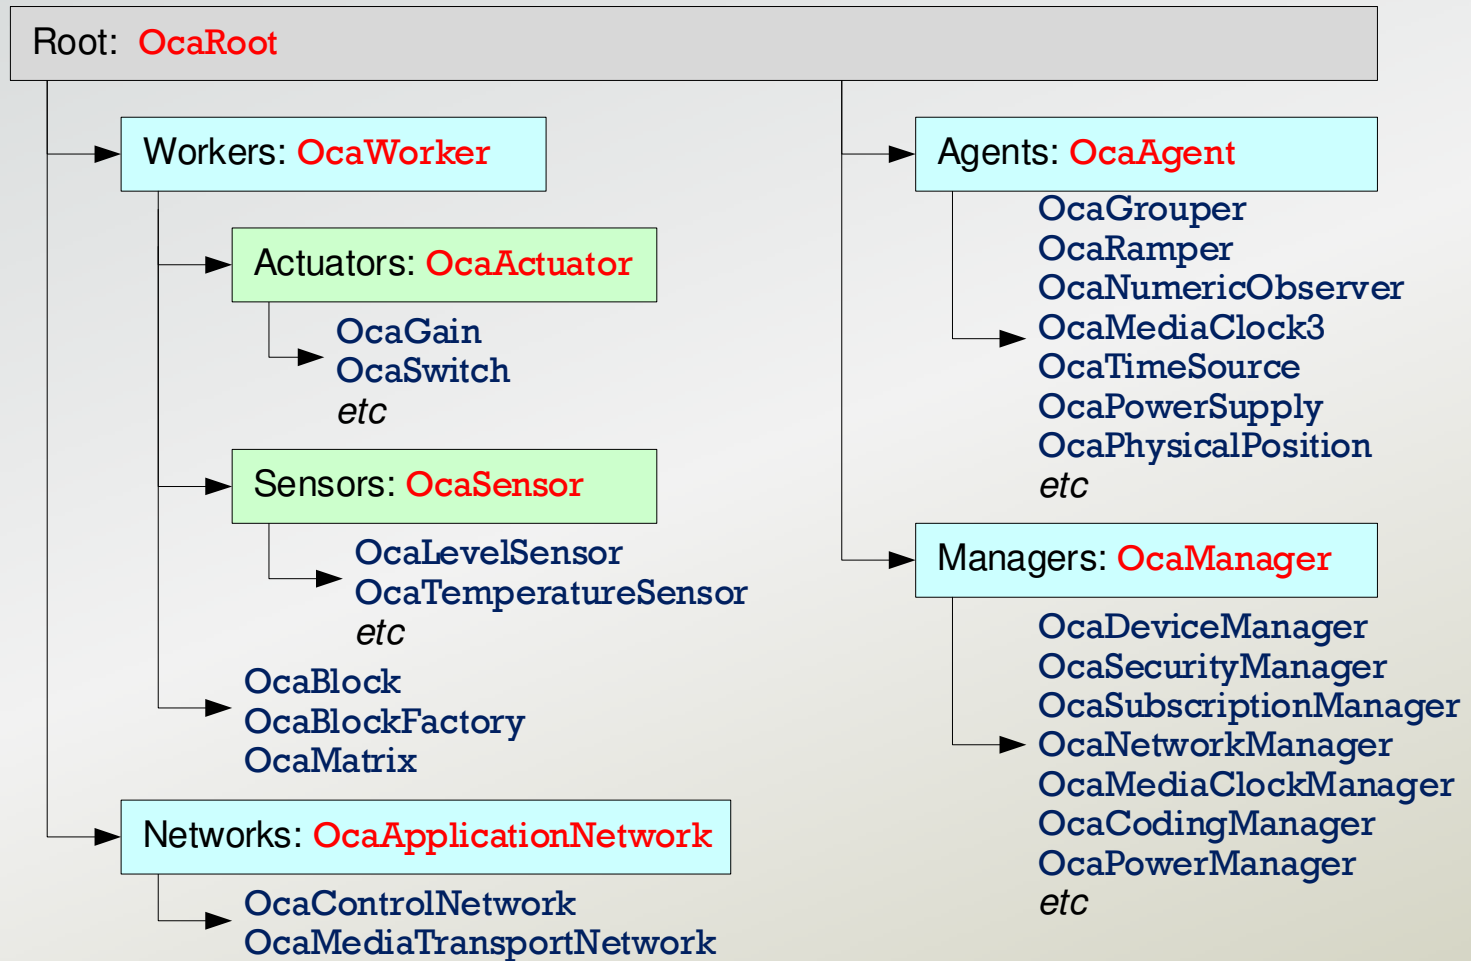 Root: OcaRoot
Workers: OcaWorker
Actuators: OcaActuator
OcaGain
OcaSwitch
etc
Sensors: OcaSensor
OcaLevelSensor
OcaTemperatureSensor
etc
OcaBlock
OcaBlockFactory
OcaMatrix
Networks: OcaApplicationNetwork
OcaControlNetwork
OcaMediaTransportNetwork
Agents: OcaAgent
OcaGrouper
OcaRamper
OcaNumericObserver
OcaMediaClock3
OcaTimeSource
OcaPowerSupply
OcaPhysicalPosition
etc
Managers: OcaManager
OcaDeviceManager
OcaSecurityManager
OcaSubscriptionManager
OcaNetworkManager
OcaMediaClockManager
OcaCodingManager
OcaPowerManager
etc